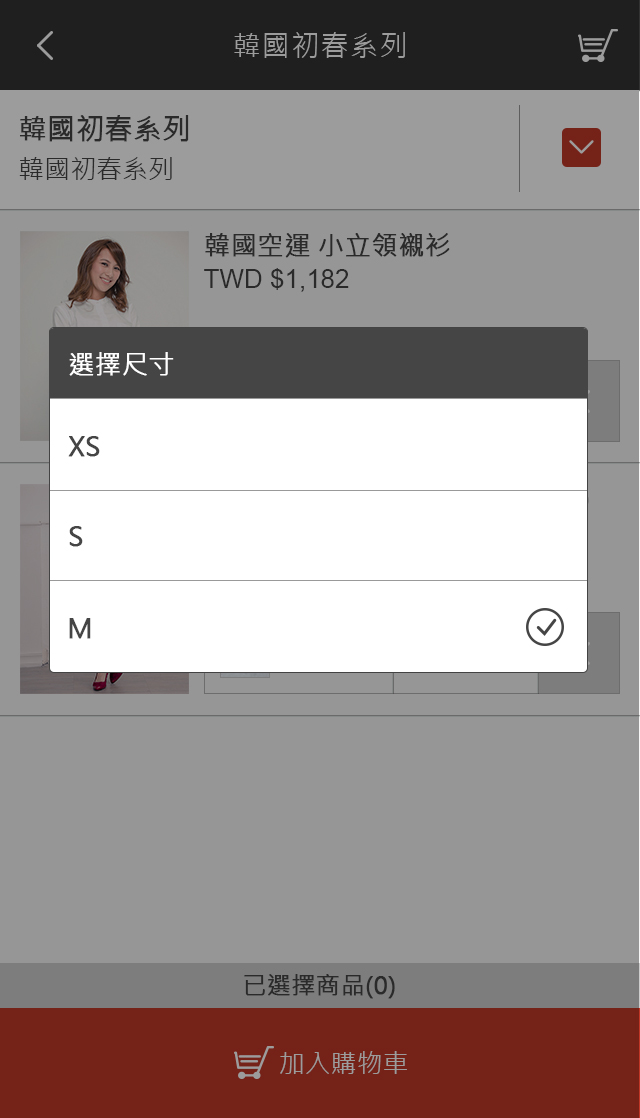 韓國初春系列
韓國初春系列
韓國初春系列
韓國空運 小立領襯衫
TWD $1,182
選擇尺寸
XS
S
M
已選擇商品(0)
加入購物車